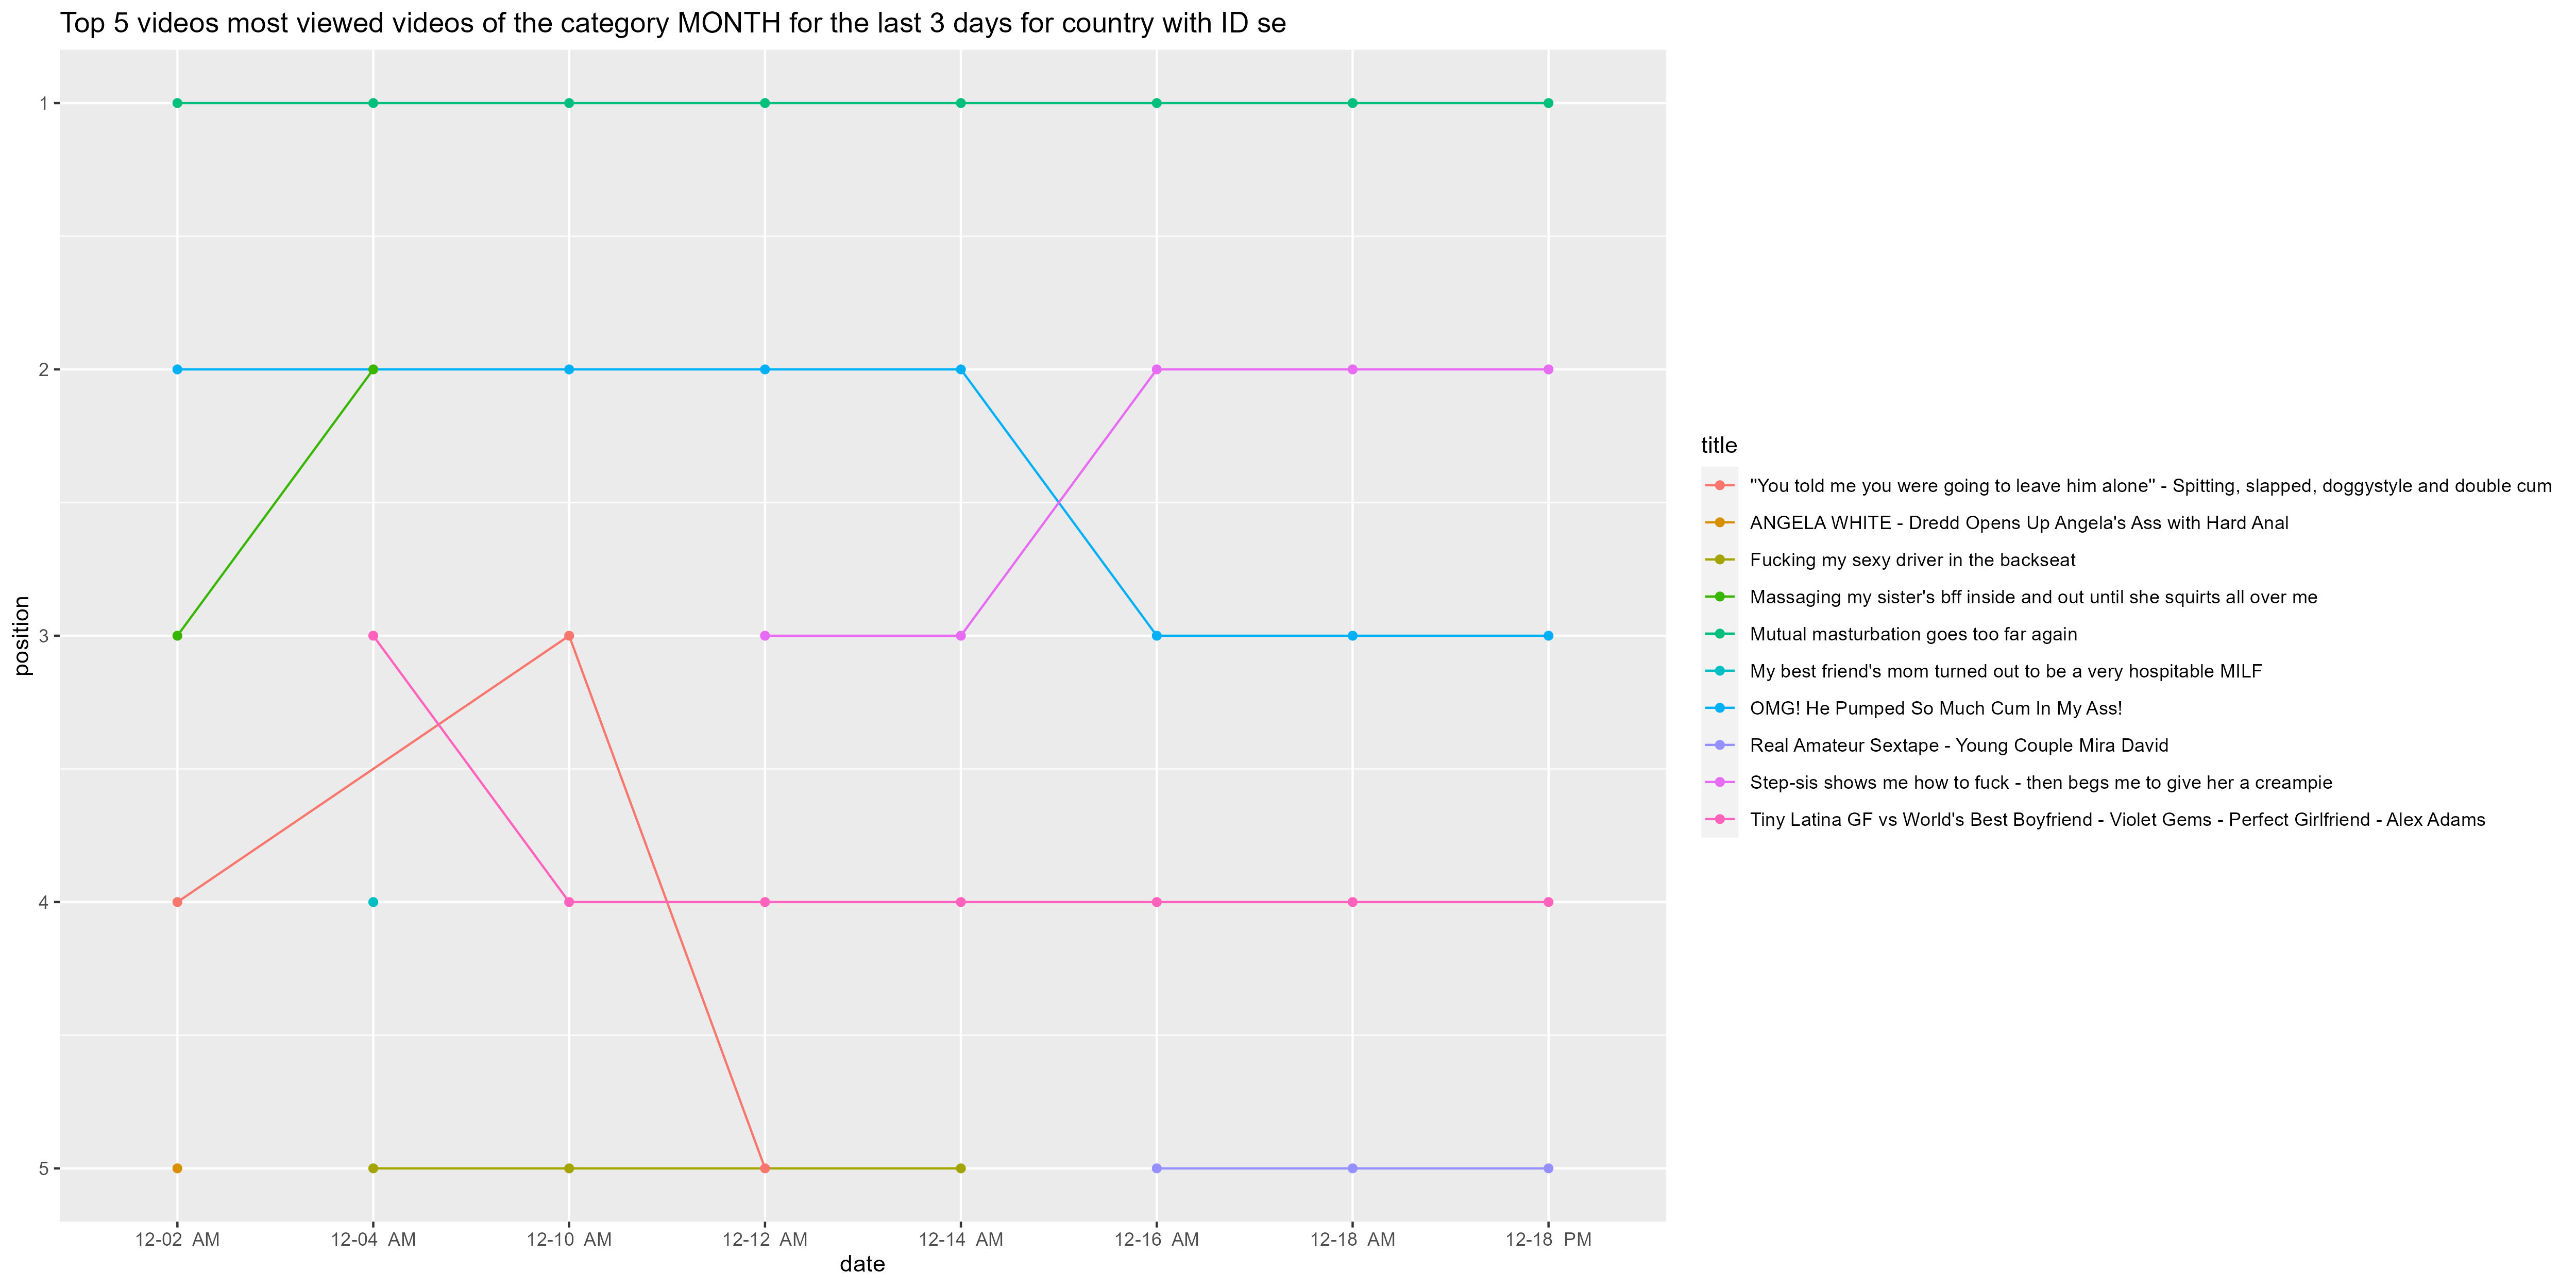 Top 5 videos most viewed videos of the category MONTH for the last 3 days for country with ID se
position
1
2
3
4
5
12-02 AM
12-04 AM
12-10 AM
12-12 AM
12-14 AM
12-16 AM
12-18 AM
12-18 PM
date
title
"You told me you were going to leave him alone" - Spitting, slapped, doggystyle and double cum
ANGELA WHITE - Dredd Opens Up Angela's Ass with Hard Anal
Fucking my sexy driver in the backseat
Massaging my sister's bff inside and out until she squirts all over me
Mutual masturbation goes too far again
My best friend's mom turned out to be a very hospitable MILF
OMG! He Pumped So Much Cum In My Ass!
Real Amateur Sextape - Young Couple Mira David
Step-sis shows me how to fuck - then begs me to give her a creampie
Tiny Latina GF vs World's Best Boyfriend - Violet Gems - Perfect Girlfriend - Alex Adams